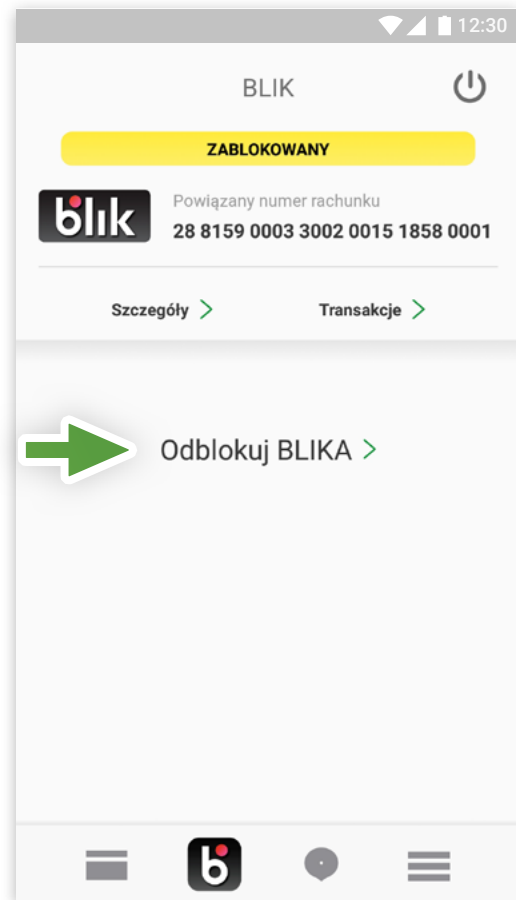 12:30
BLIK
ZABLOKOWANY
blik
Powiązany numer rachunku
28 8159 0003 3002 0015 1858 0001
Szczegóły
Transakcje
Odblokuj BLIKA
b